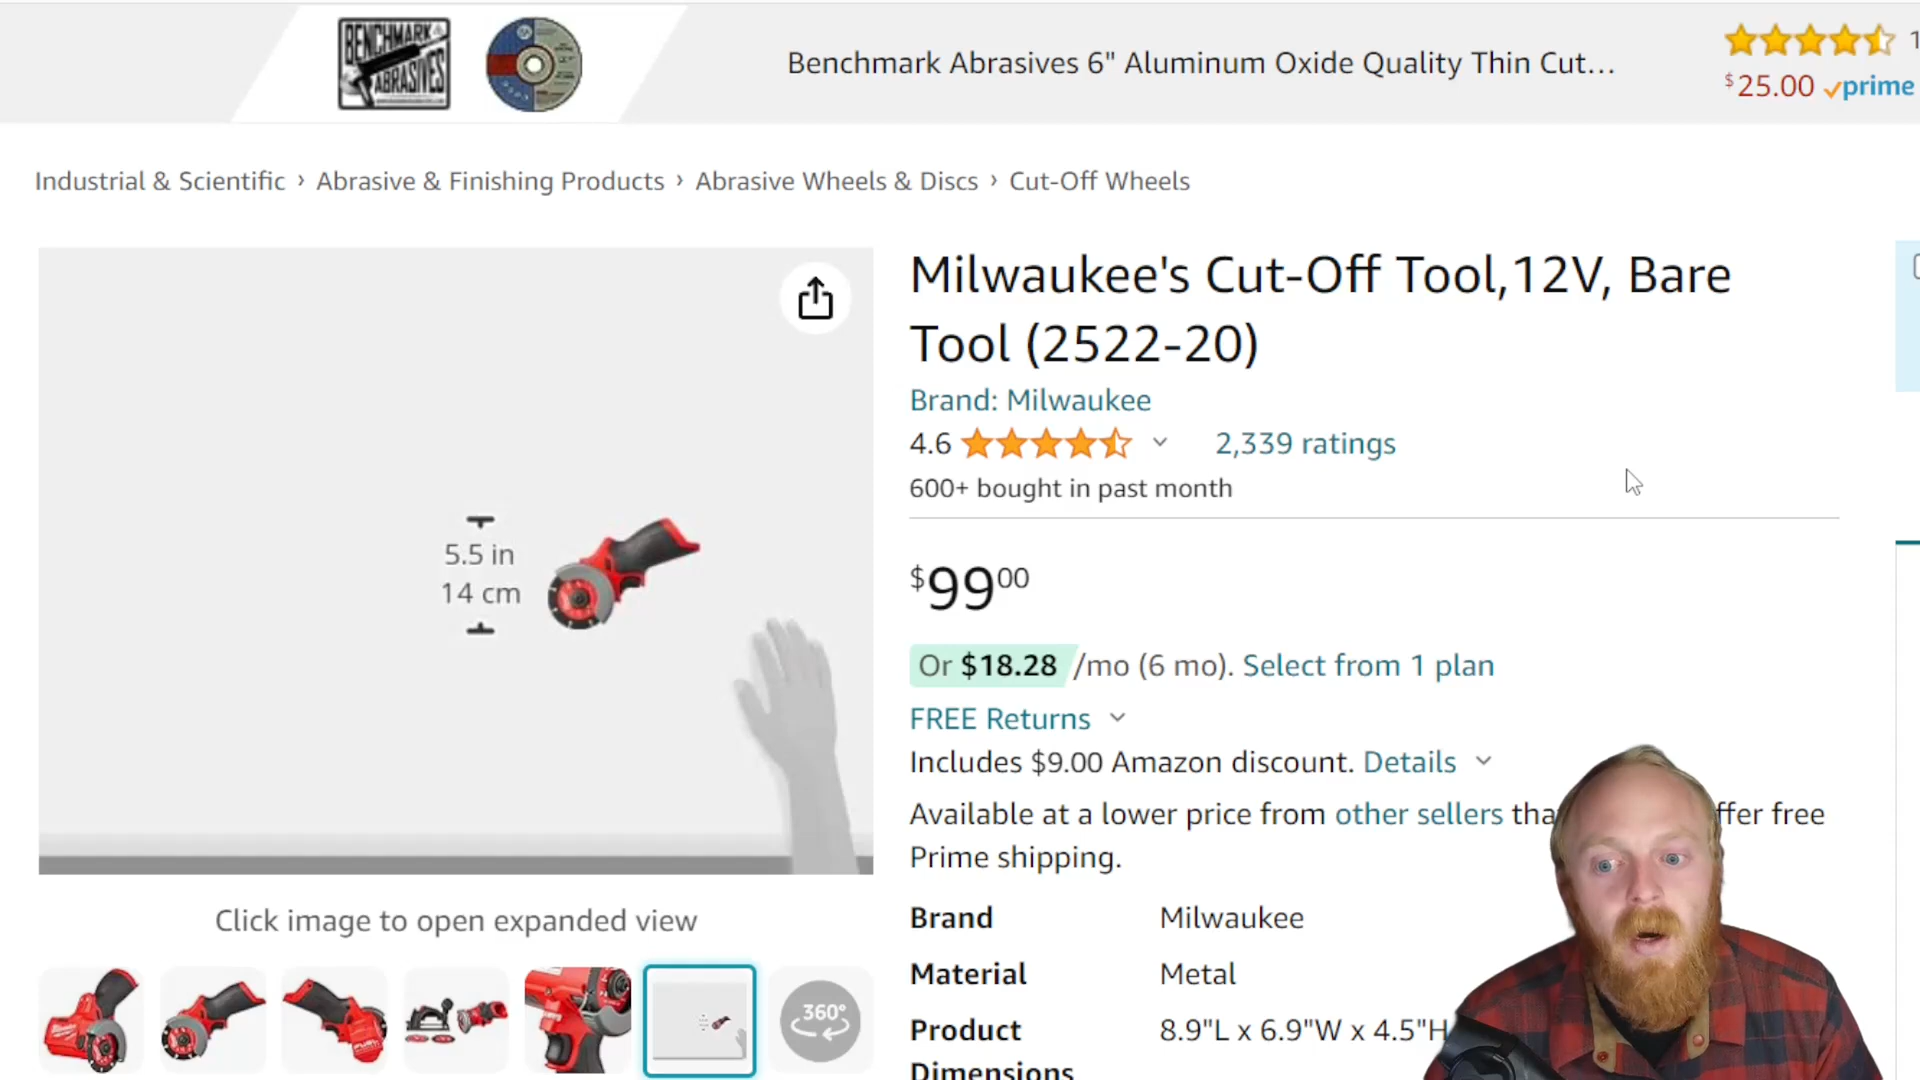 BENCHMARK
ABRASIVES
Benchmark Abrasives 6" Aluminum Oxide Quality Thin Cut...
$25.00 prime
Industrial & Scientific › Abrasive & Finishing Products › Abrasive Wheels & Discs › Cut-Off Wheels
Milwaukee's Cut-Off Tool,12V, Bare
Tool (2522-20)
Brand: Milwaukee
4.6 2,339 ratings
600+ bought in past month
5.5 in
14 cm
$99.00
Or $18.28 /mo (6 mo). Select from 1 plan
FREE Returns
Includes $9.00 Amazon discount. Details
Available at a lower price from other sellers
free
Prime shipping.
Click image to open expanded view
Brand Milwaukee
Material Metal
Product 8.9"L x 6.9"W x 4.5"H
Dimensions
360°